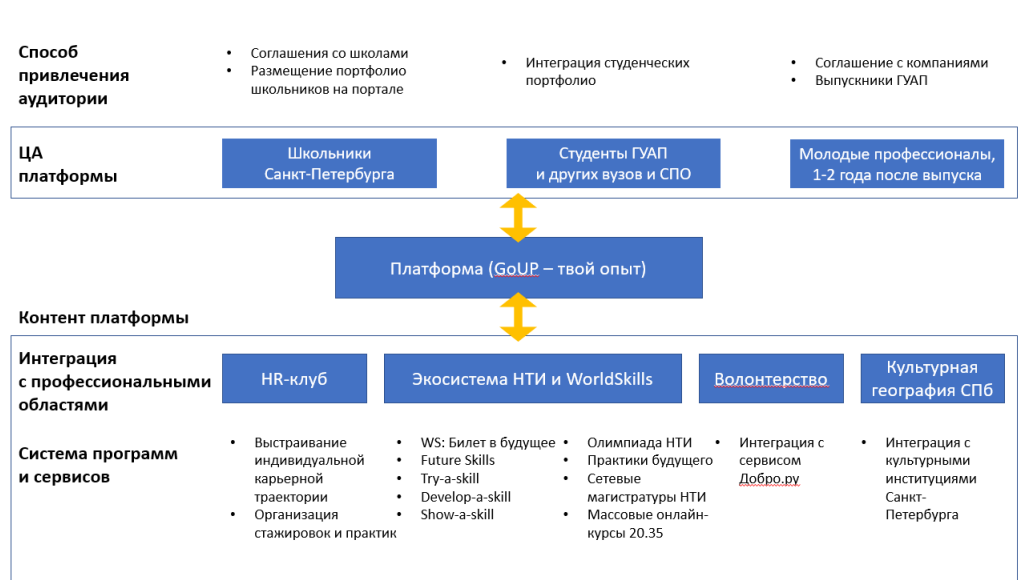 Способ
привлечения
аудитории
• Соглашения со школами
• Размещение портфолио
школьников на портале
• Интеграция студенческих
портфолио
• Соглашение с компаниями
• Выпускники ГУАП
ЦА
платформы
Школьники
Санкт-Петербурга
Студенты ГУАП
и других вузов и СПО
Молодые профессионалы,
1-2 года после выпуска
Платформа (GoUP – твой опыт)
Контент платформы
Интеграция
с профессиональными
областями
HR-клуб
Экосистема НТИ и WorldSkills
Волонтерство
Культурная
география СПб
Система программ
и сервисов
• Выстраивание
индивидуальной
карьерной
траектории
• Организация
стажировок и практик
• WS: Билет в будущее
• Future Skills
• Try-a-skill
• Develop-a-skill
• Show-a-skill
• Олимпиада НТИ
• Практики будущего
• Сетевые
магистратуры НТИ
• Массовые онлайн-
курсы 20.35
• Интеграция с
сервисом
Добро.ру
• Интеграция с
культурными
институциями
Санкт-
Петербурга